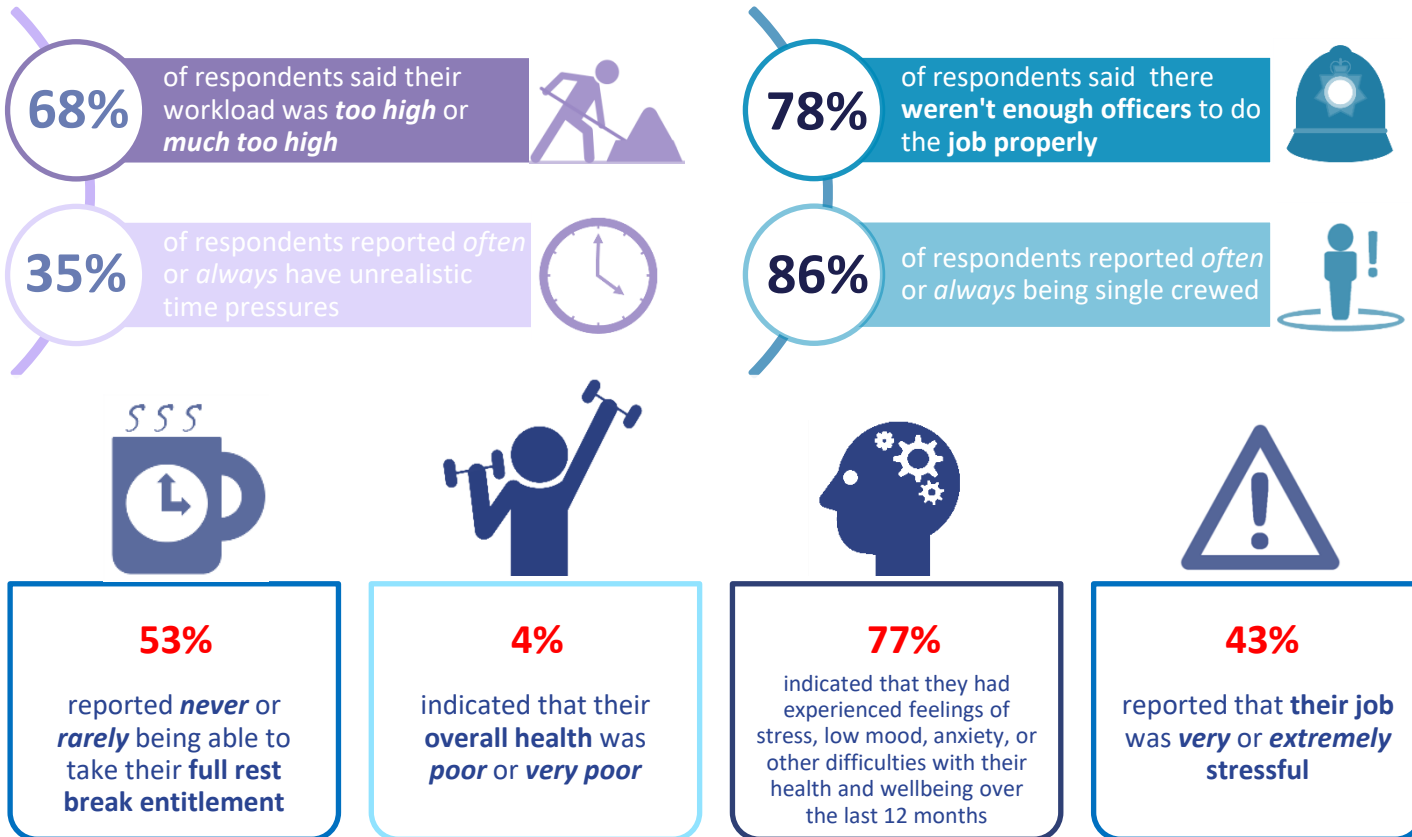 68%
of respondents said their
workload was too high or
much too high
78%
of respondents said there
weren't enough officers to do
the job properly
35%
of respondents reported often
or always have unrealistic
time pressures
86%
of respondents reported often
or always being single crewed
53%
reported never or
rarely being able to
take their full rest
break entitlement
4%
indicated that their
overall health was
poor or very poor
77%
indicated that they had
experienced feelings of
stress, low mood, anxiety, or
other difficulties with their
health and wellbeing over
the last 12 months
43%
reported that their job
was very or extremely
stressful